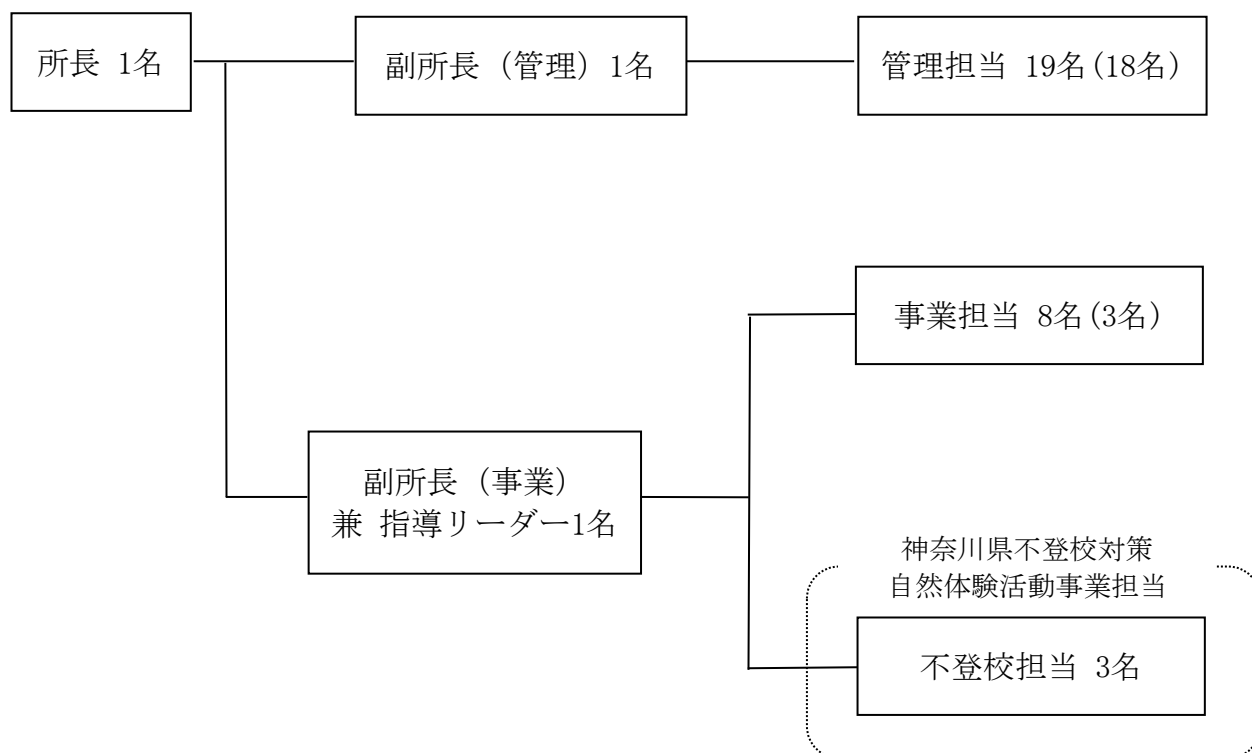 所長 1名
副所長 (管理) 1名
管理担当 19名(18名)
事業担当 8名(3名)
副所長 (事業)
兼 指導リーダー1名
神奈川県不登校対策
自然体験活動事業担当
不登校担当 3名